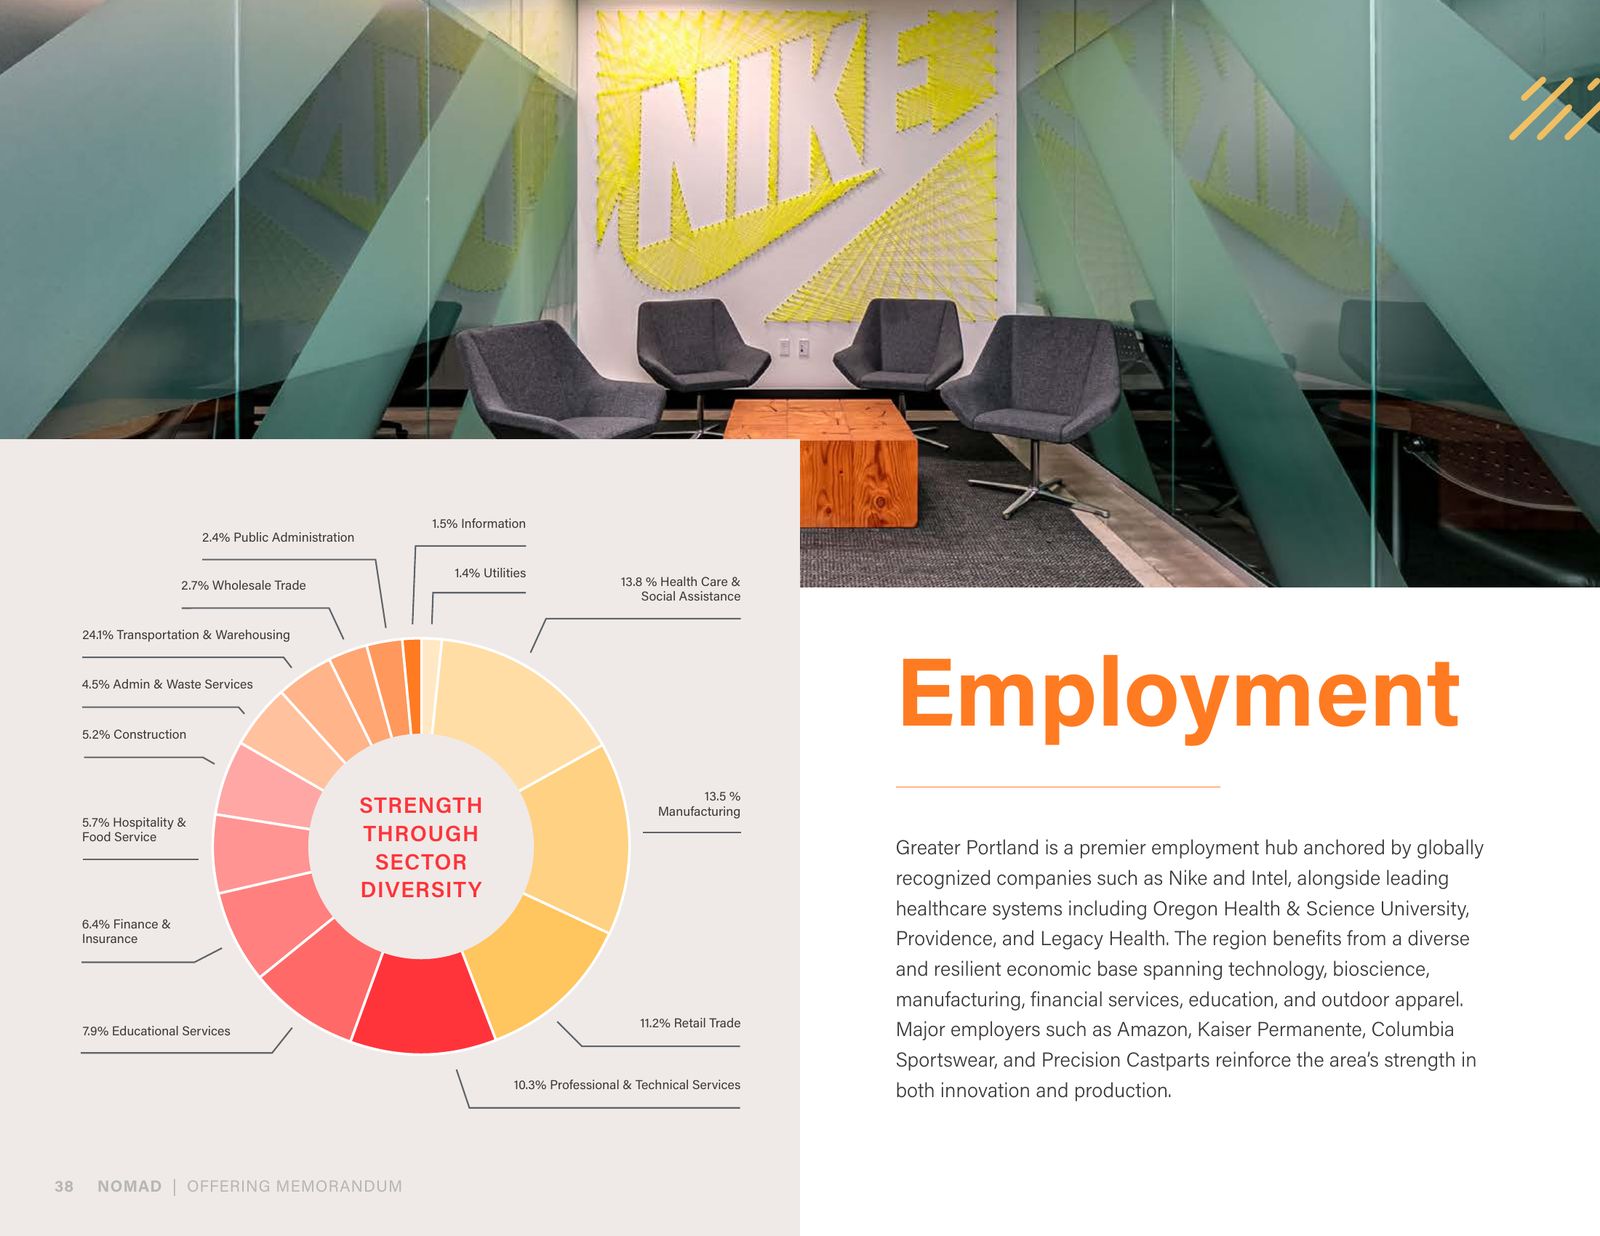 NIKE
1.5% Information
2.4% Public Administration
1.4% Utilities
13.8 % Health Care &
Social Assistance
2.7% Wholesale Trade
24.1% Transportation & Warehousing
4.5% Admin & Waste Services
5.2% Construction
13.5 %
Manufacturing
5.7% Hospitality &
Food Service
6.4% Finance &
Insurance
7.9% Educational Services
11.2% Retail Trade
10.3% Professional & Technical Services
STRENGTH
THROUGH
SECTOR
DIVERSITY
Employment
Greater Portland is a premier employment hub anchored by globally
recognized companies such as Nike and Intel, alongside leading
healthcare systems including Oregon Health & Science University,
Providence, and Legacy Health. The region benefits from a diverse
and resilient economic base spanning technology, bioscience,
manufacturing, financial services, education, and outdoor apparel.
Major employers such as Amazon, Kaiser Permanente, Columbia
Sportswear, and Precision Castparts reinforce the area’s strength in
both innovation and production.
38 NOMAD | OFFERING MEMORANDUM